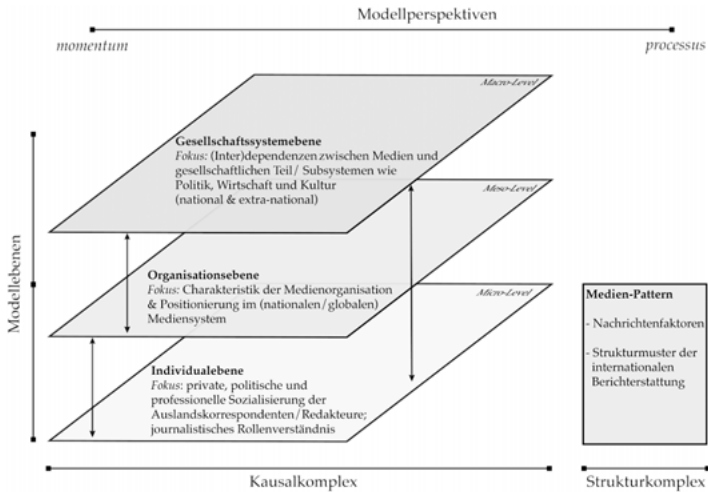 Modellperspektiven
momentum
processus
Macro-Level
Gesellschaftssystemebene
Fokus: (Inter)dependenzen zwischen Medien und
gesellschaftlichen Teil/ Subsystemen wie
Politik, Wirtschaft und Kultur
(national & extra-national)
Meso-Level
Modellebenen
Organisationsebene
Fokus: Charakteristik der Medienorganisation
& Positionierung im (nationalen/globalen)
Mediensystem
Micro-Level
Individualebene
Fokus: private, politische und
professionelle Sozialisierung der
Auslandskorrespondenten/Redakteure;
journalistisches Rollenverständnis
Medien-Pattern
- Nachrichtenfaktoren
- Strukturmuster der
internationalen
Berichterstattung
Kausalkomplex
Strukturkomplex